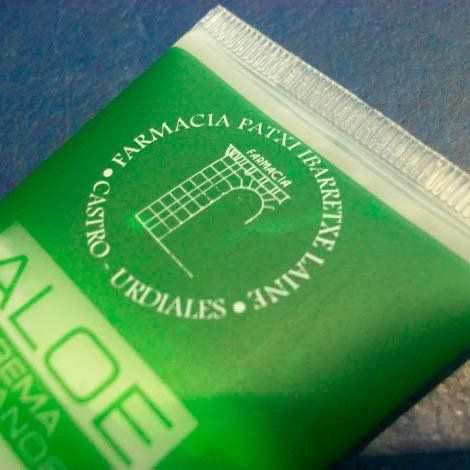 • FARMACIA PATXI IBARRETXE LAINE
• CASTRO - URDIALES
FARMACIA
ALOE